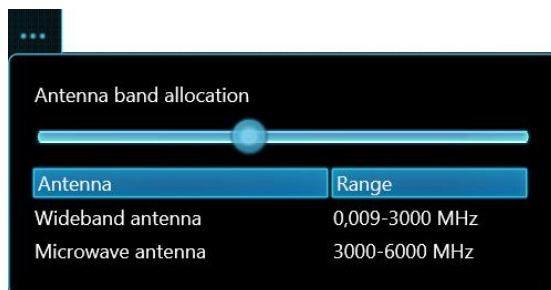 ...
Antenna band allocation
Antenna Range
Wideband antenna 0,009-3000 MHz
Microwave antenna 3000-6000 MHz